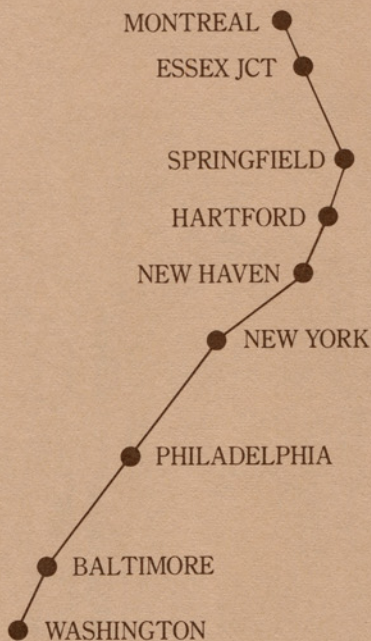 MONTREAL
ESSEX JCT
SPRINGFIELD
HARTFORD
NEW HAVEN
NEW YORK
PHILADELPHIA
BALTIMORE
WASHINGTON